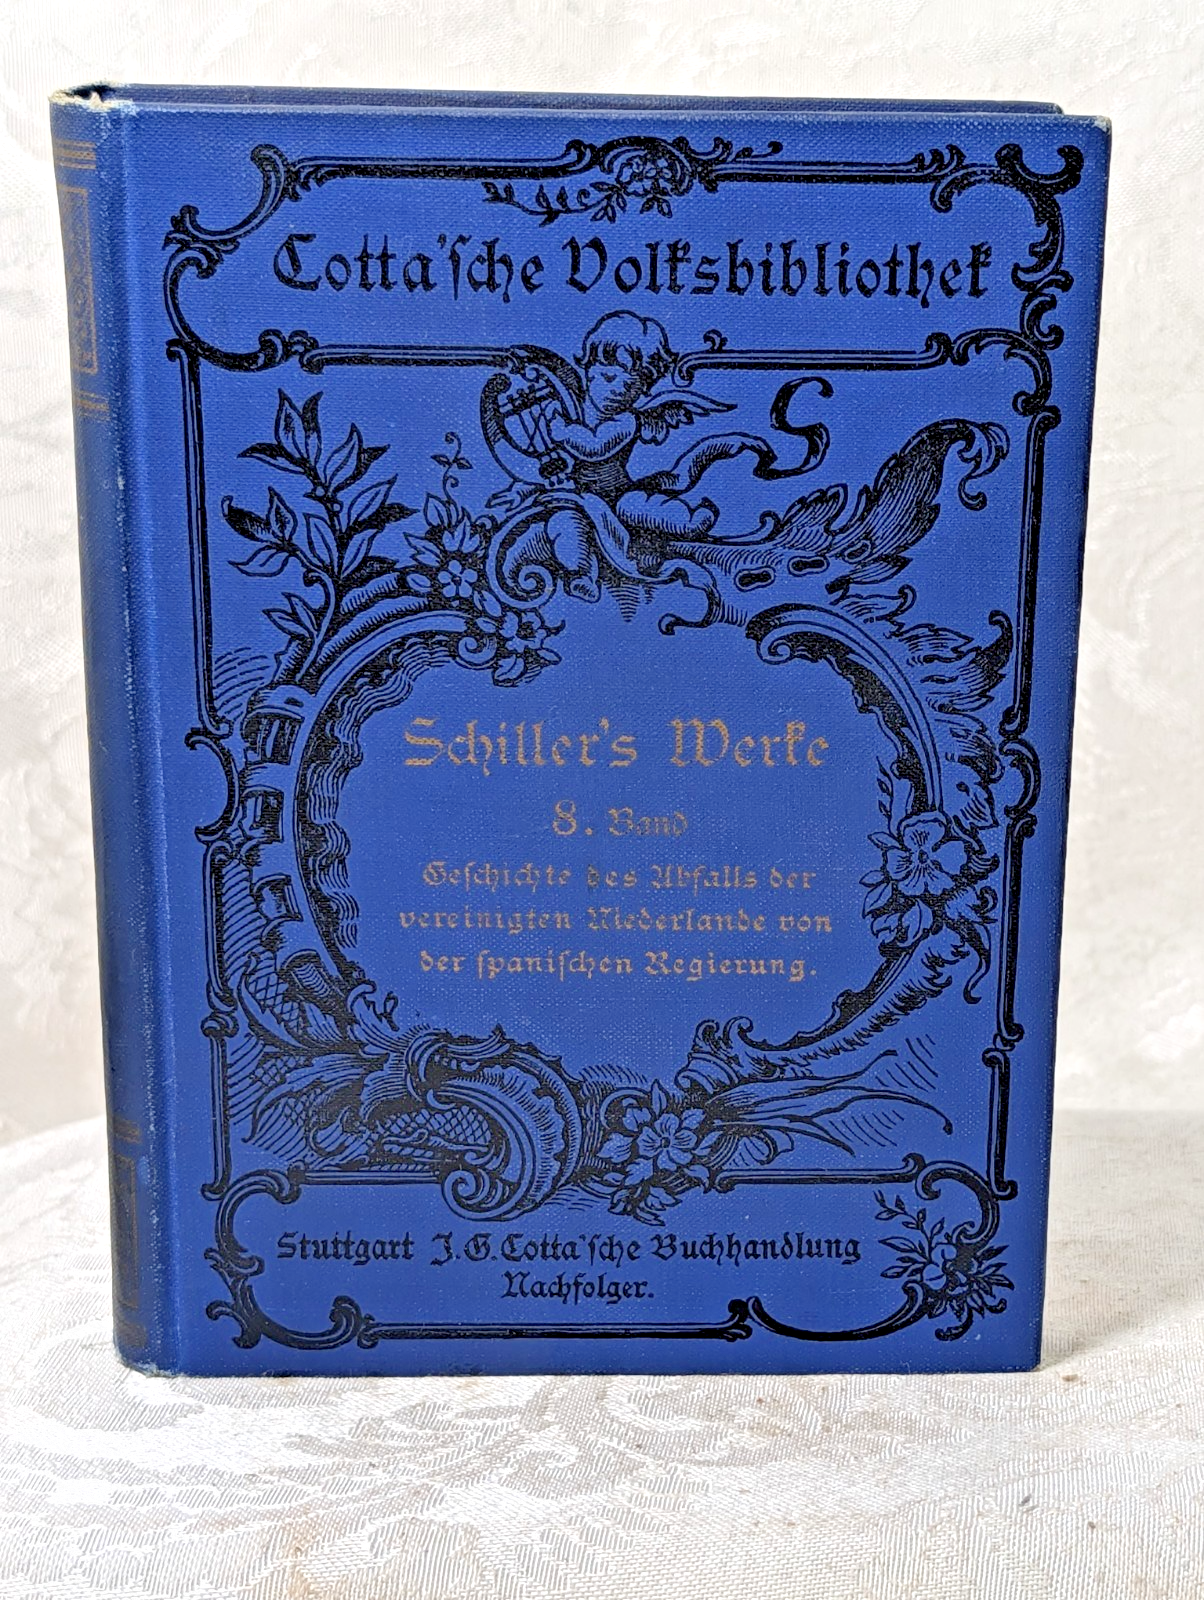 Cotta'ſche Volksbibliothek
S
Schiller's Werke
8. Band
Geſchichte des Abfalls der
vereinigten Niederlande von
der ſpaniſchen Regierung.
Stuttgart J. G. Cotta'ſche Buchhandlung
Nachfolger.